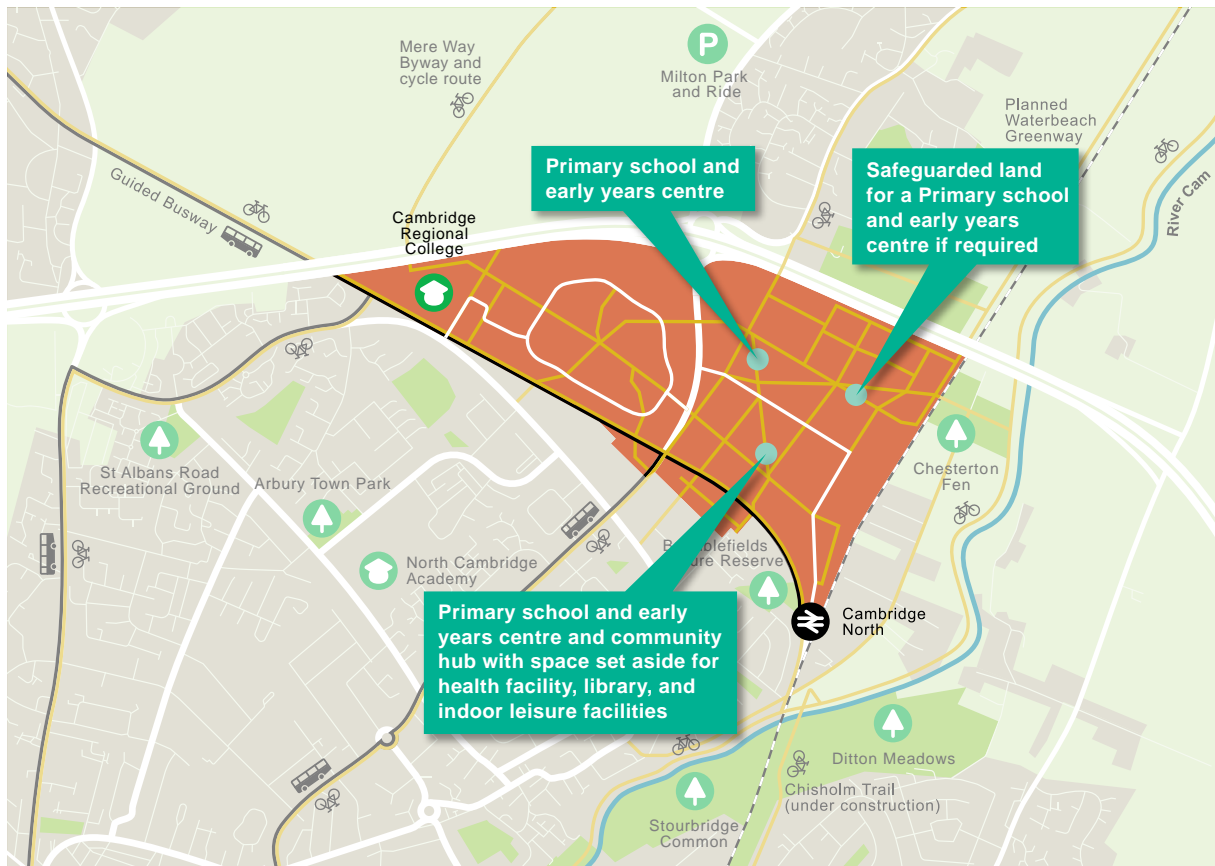 Mere Way
Byway and
cycle route
P
Milton Park
and Ride
Planned
Waterbeach
Greenway
River Cam
Guided Busway
Primary school and
early years centre
Safeguarded land
for a Primary school
and early years
centre if required
Cambridge
Regional
College
St Albans Road
Recreational Ground
Arbury Town Park
Chesterton
Fen
North Cambridge
Academy
B lefields
ure Reserve
Cambridge
North
Primary school and early
years centre and community
hub with space set aside for
health facility, library, and
indoor leisure facilities
Ditton Meadows
Chisholm Trail
(under construction)
Stourbridge
Common